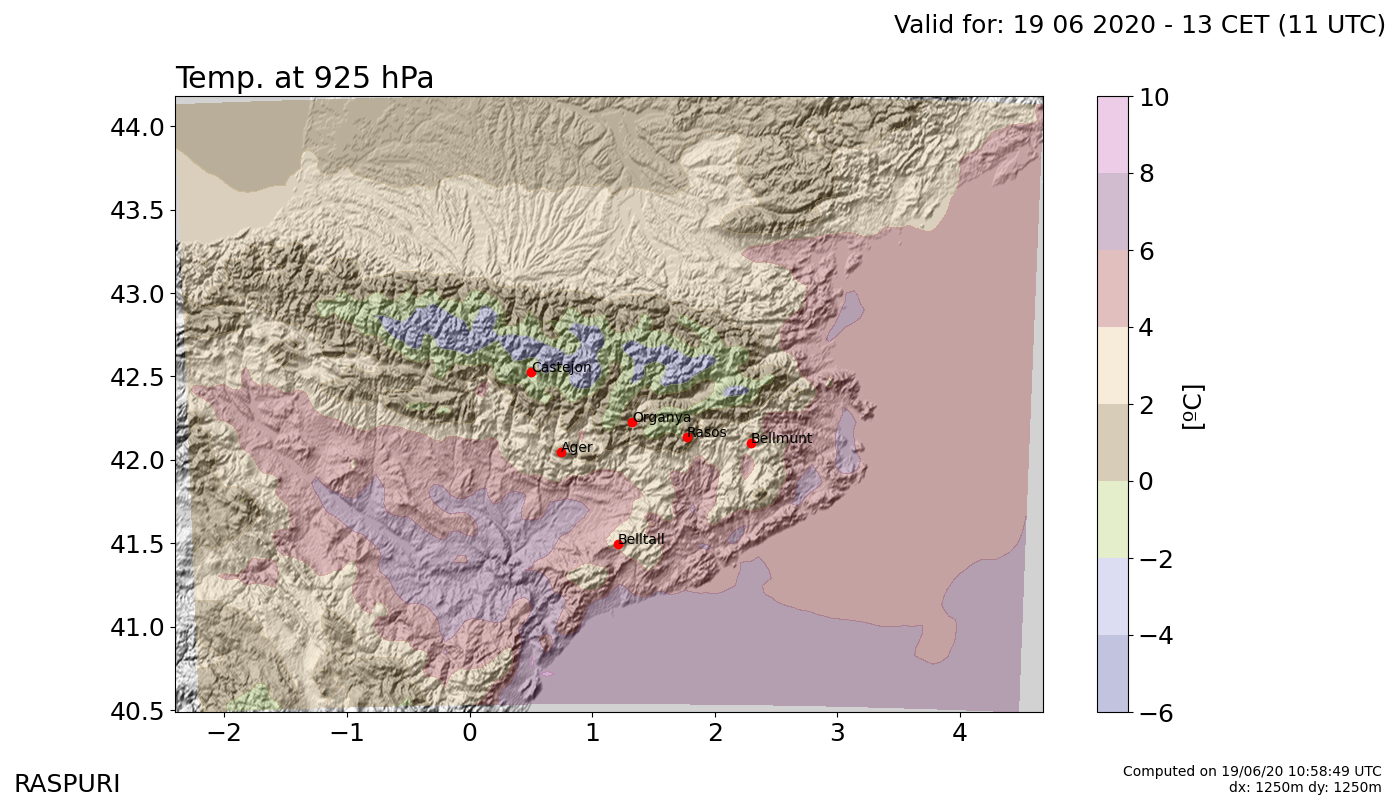 Valid for: 19 06 2020 - 13 CET (11 UTC)
Temp. at 925 hPa
44.0
43.5
43.0
42.5
42.0
41.5
41.0
40.5
−2
−1
0
1
2
3
4
Castejon
Organya
Rasos
Bellmunt
Ager
Belltall
10
8
6
4
2
0
−2
−4
−6
[ºC]
RASPURI
Computed on 19/06/20 10:58:49 UTC
dx: 1250m dy: 1250m